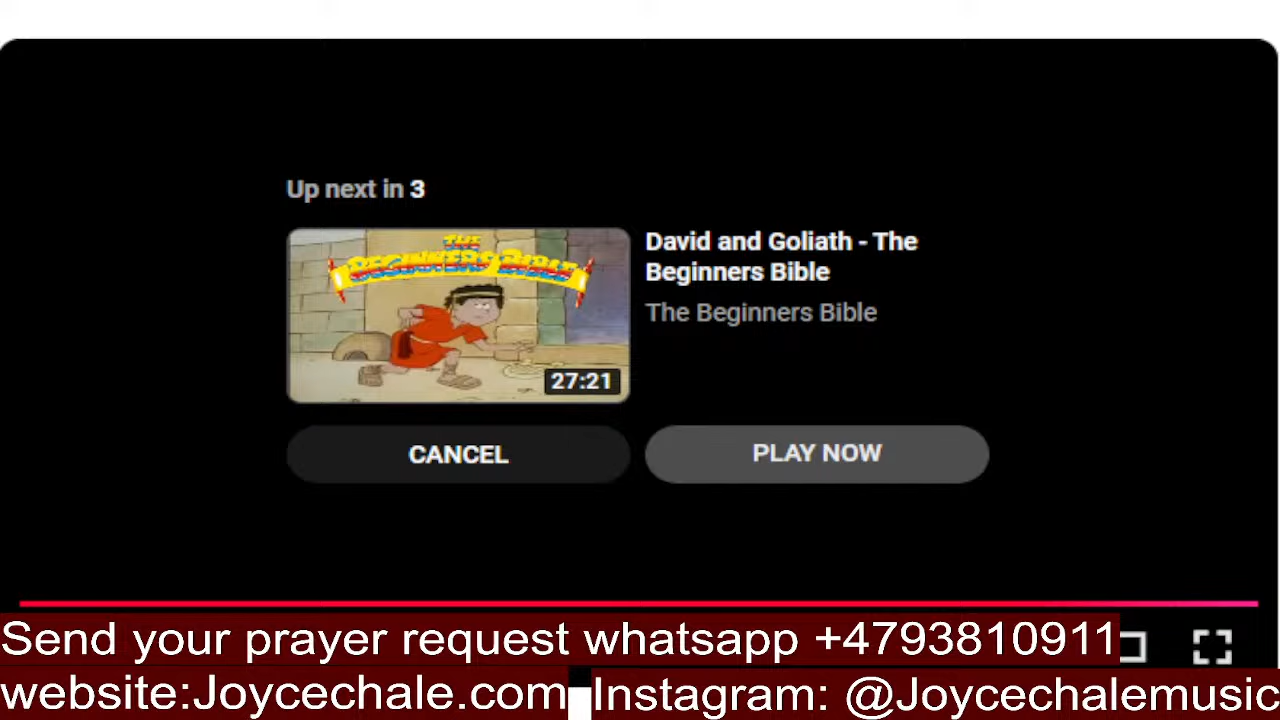 Up next in 3
THE
BEGINNERS BIBLE
27:21
David and Goliath - The
Beginners Bible
The Beginners Bible
CANCEL
PLAY NOW
Send your prayer request whatsapp +4793810911
website:Joycechale.com
Instagram: @Joycechalemusic